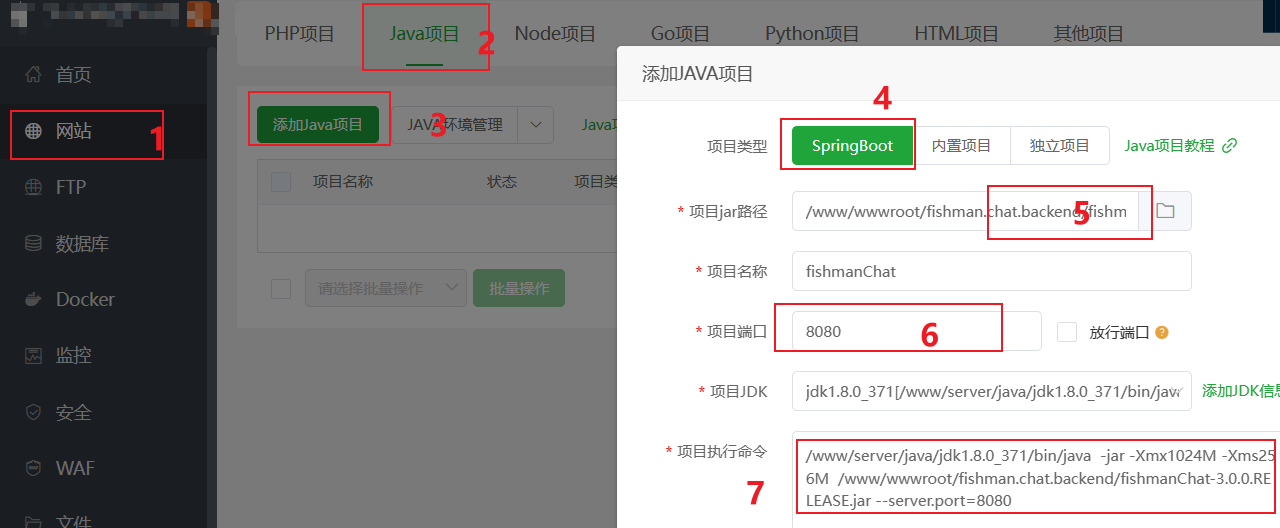 首页
网站
1
FTP
数据库
Docker
监控
安全
WAF
文件
PHP项目
Java项目
2
Node项目
Go项目
Python项目
HTML项目
其他项目
添加Java项目
3
JAVA环境管理
项目名称
状态
请选择批量操作
批量操作
添加JAVA项目
4
项目类型
SpringBoot
内置项目
独立项目
Java项目教程
* 项目jar路径
/www/wwwroot/fishman.chat.backend/fishm
5
* 项目名称
fishmanChat
* 项目端口
8080
6
放行端口
?
* 项目JDK
jdk1.8.0_371[/www/server/java/jdk1.8.0_371/bin/java
添加JDK信息
* 项目执行命令
/www/server/java/jdk1.8.0_371/bin/java -jar -Xmx1024M -Xms25
6M /www/wwwroot/fishman.chat.backend/fishmanChat-3.0.0.RE
LEASE.jar --server.port=8080
7